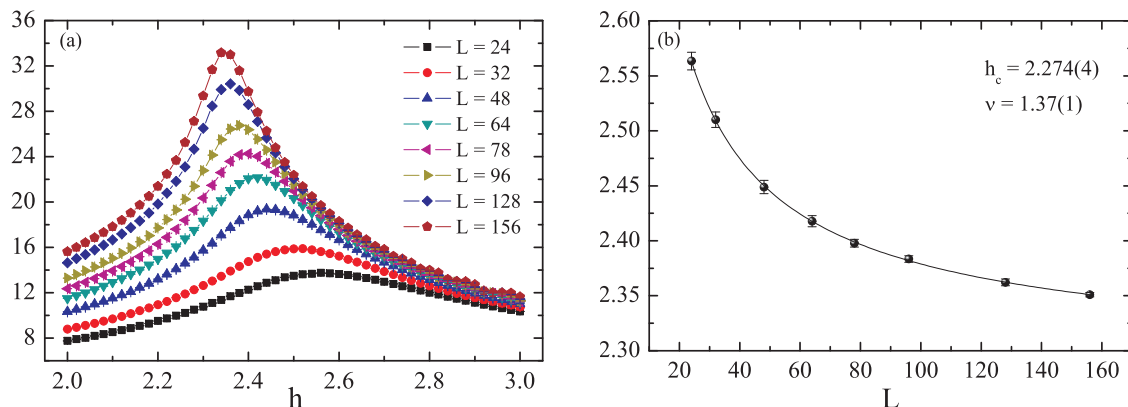 (a)
36
32
28
24
20
16
12
8
2.0 2.2 2.4 2.6 2.8 3.0
h
L = 24
L = 32
L = 48
L = 64
L = 78
L = 96
L = 128
L = 156
(b)
2.60
2.55
2.50
2.45
2.40
2.35
2.30
20 40 60 80 100 120 140 160
L
h_c = 2.274(4)
ν = 1.37(1)